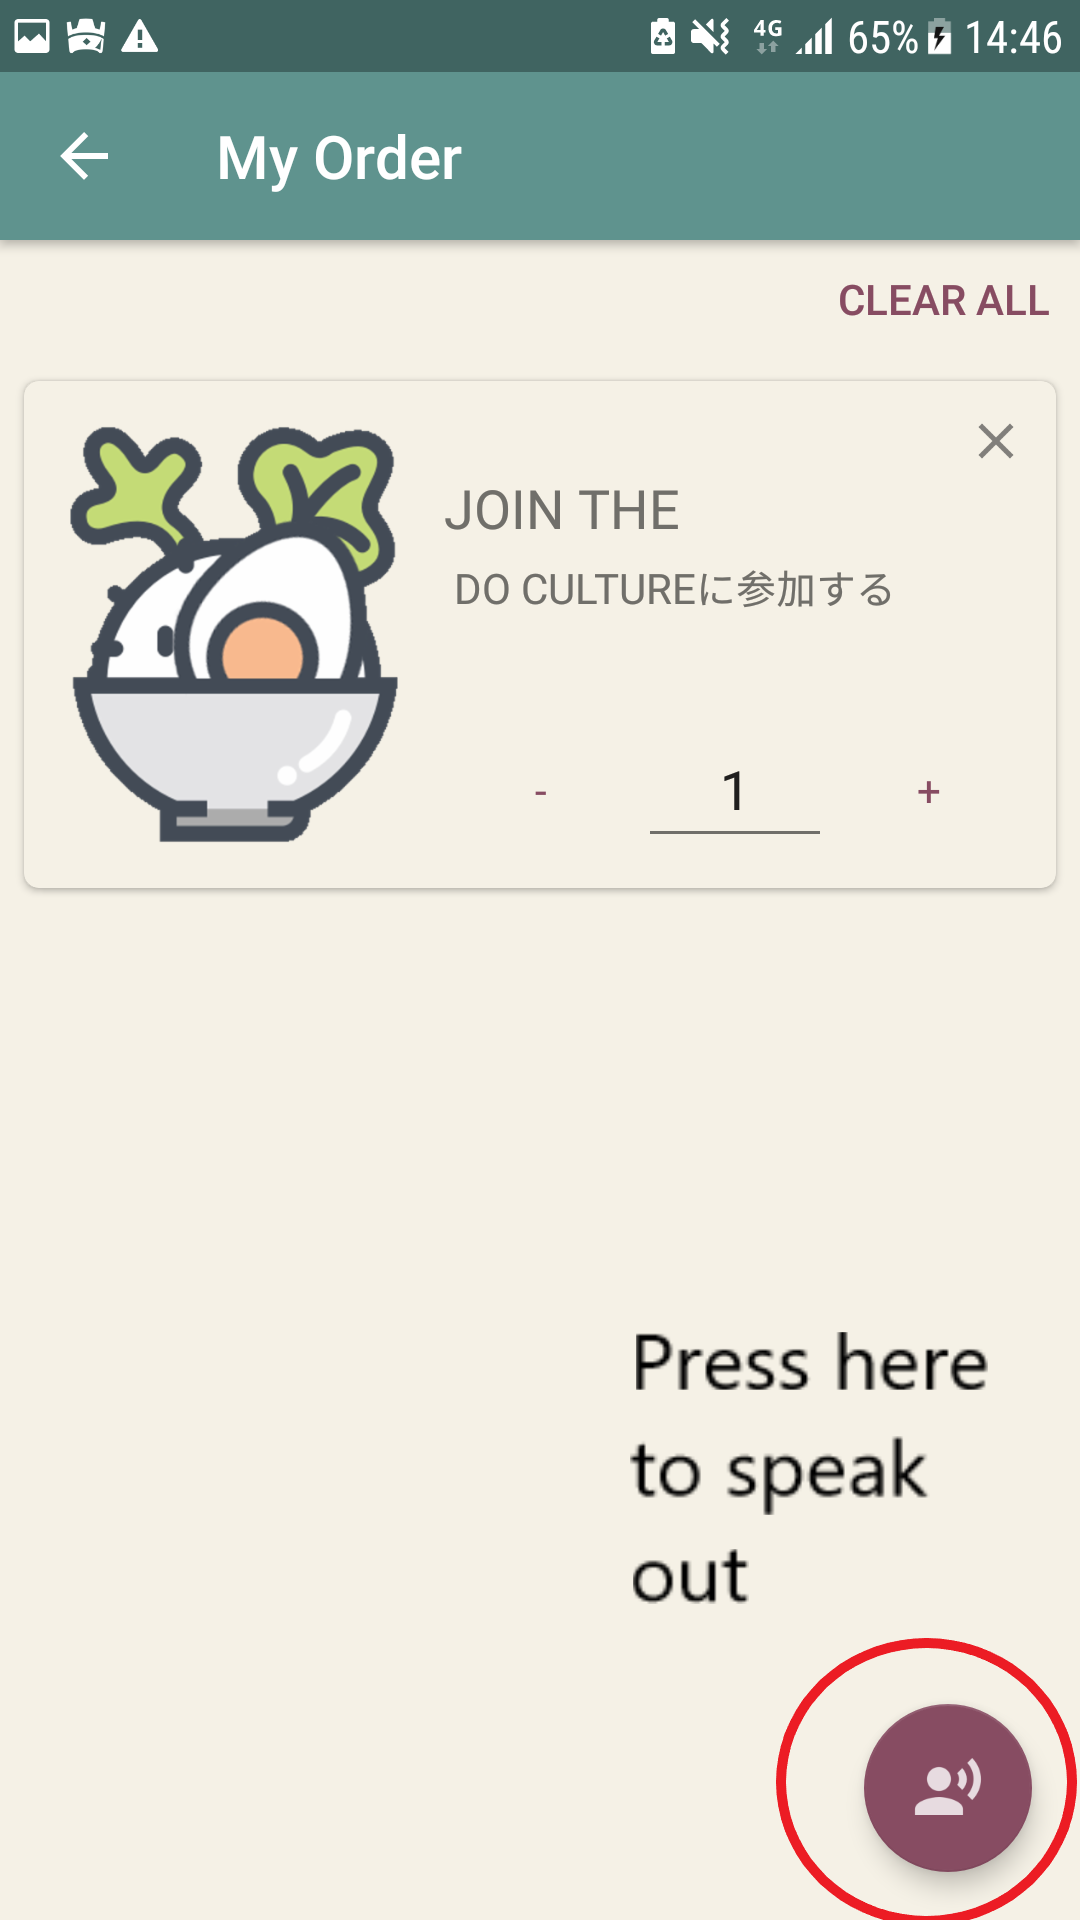 4G 65% 14:46
My Order
CLEAR ALL
JOIN THE
DO CULTUREに参加する
- 1 +
Press here
to speak
out